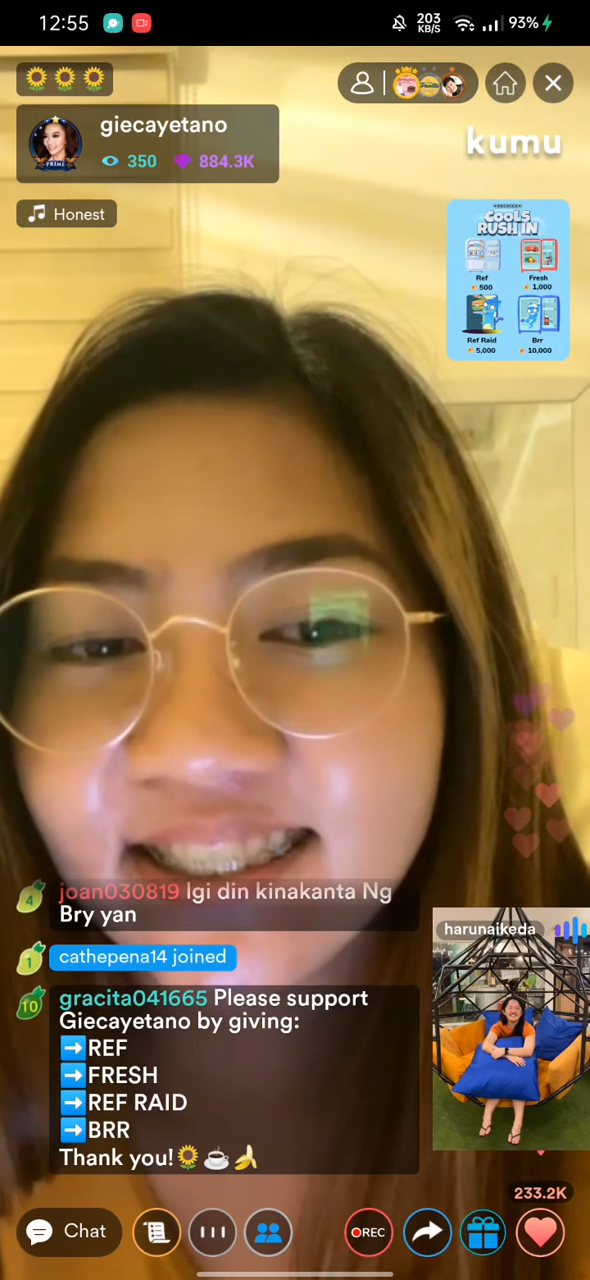 12:55
203
KB/S
93%
giecayetano
PRIME
350
884.3K
kumu
Honest
COOLS
RUSH IN
Ref
500
Fresh
1,000
Ref Raid
5,000
Brr
10,000
4
joan030819 Igi din kinakanta Ng
Bry yan
1
cathepena14 joined
10
gracita041665 Please support
Giecayetano by giving:
➡REF
➡FRESH
➡REF RAID
➡BRR
Thank you!🌻☕🍌
harunaikeda
233.2K
Chat
REC